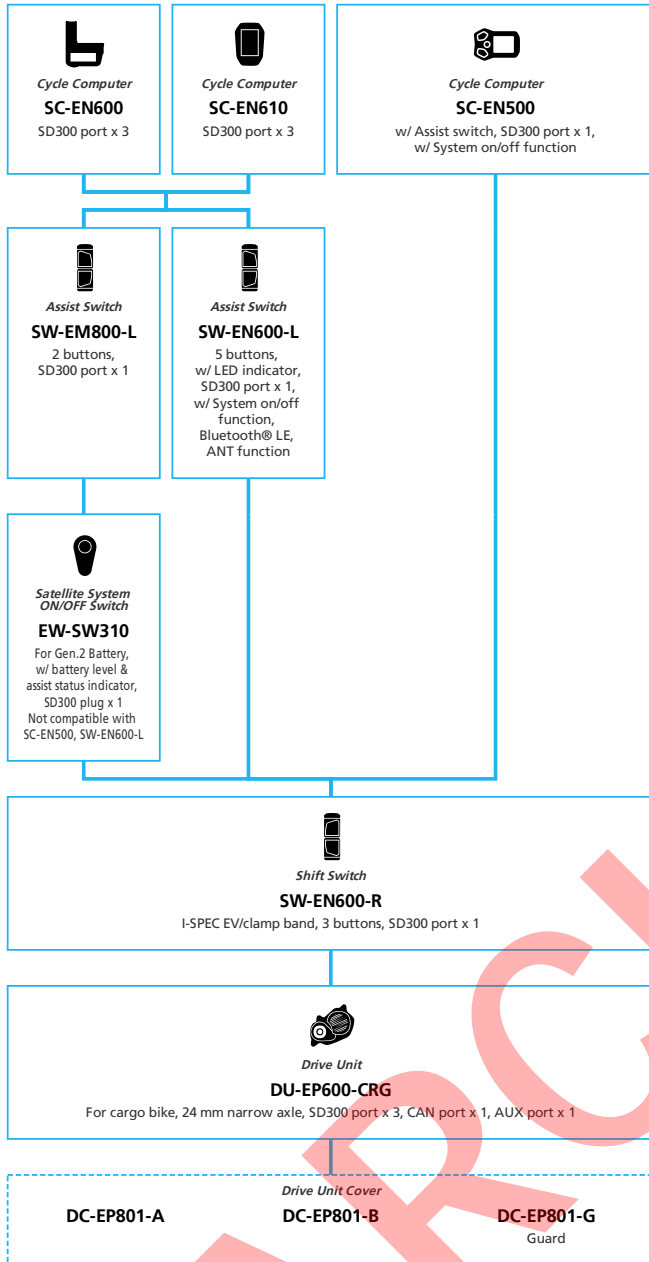 Cycle Computer
SC-EN600
SD300 port x 3
Cycle Computer
SC-EN610
SD300 port x 3
Cycle Computer
SC-EN500
w/ Assist switch, SD300 port x 1,
w/ System on/off function
Assist Switch
SW-EM800-L
2 buttons,
SD300 port x 1
Assist Switch
SW-EN600-L
5 buttons,
w/ LED indicator,
SD300 port x 1,
w/ System on/off
function,
Bluetooth® LE,
ANT function
Satellite System
ON/OFF Switch
EW-SW310
For Gen.2 Battery,
w/ battery level &
assist status indicator,
SD300 plug x 1
Not compatible with
SC-EN500, SW-EN600-L
Shift Switch
SW-EN600-R
I-SPEC EV/clamp band, 3 buttons, SD300 port x 1
Drive Unit
DU-EP600-CRG
For cargo bike, 24 mm narrow axle, SD300 port x 3, CAN port x 1, AUX port x 1
Drive Unit Cover
DC-EP801-A
DC-EP801-B
DC-EP801-G
Guard